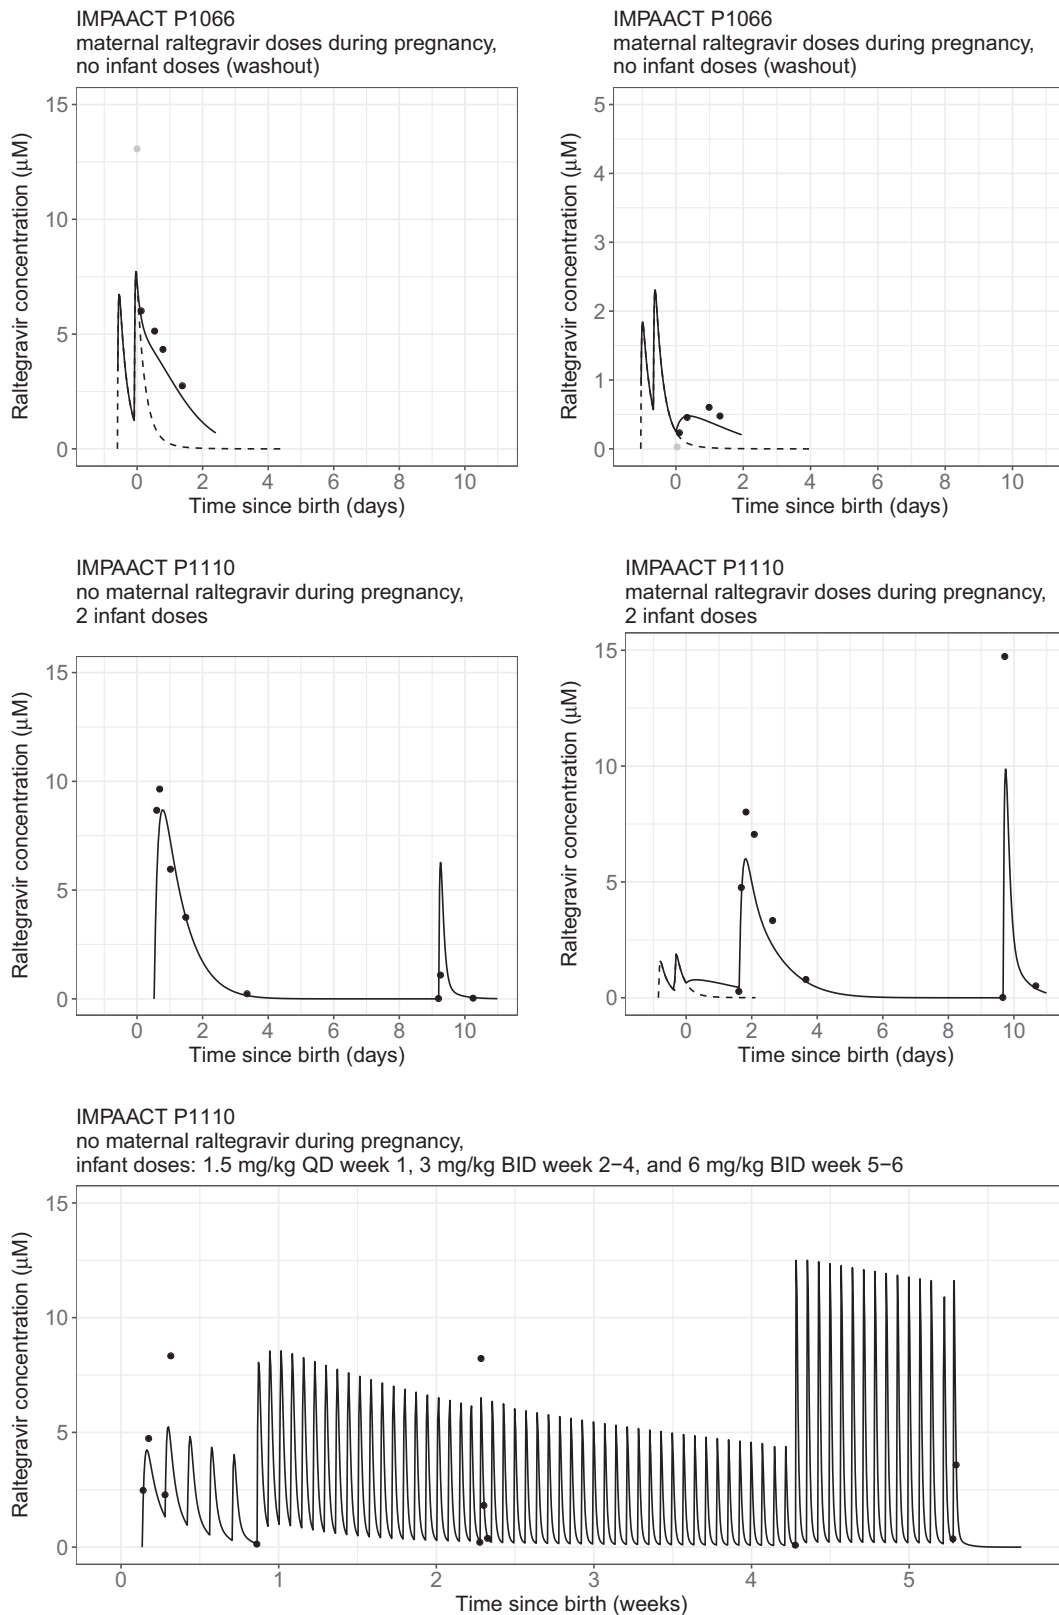 IMPAACT P1066
maternal raltegravir doses during pregnancy,
no infant doses (washout)
Raltegravir concentration (μM)
15
10
5
0
0 2 4 6 8 10
Time since birth (days)
IMPAACT P1066
maternal raltegravir doses during pregnancy,
no infant doses (washout)
Raltegravir concentration (μM)
5
4
3
2
1
0
0 2 4 6 8 10
Time since birth (days)
IMPAACT P1110
no maternal raltegravir during pregnancy,
2 infant doses
Raltegravir concentration (μM)
15
10
5
0
0 2 4 6 8 10
Time since birth (days)
IMPAACT P1110
maternal raltegravir doses during pregnancy,
2 infant doses
Raltegravir concentration (μM)
15
10
5
0
0 2 4 6 8 10
Time since birth (days)
IMPAACT P1110
no maternal raltegravir during pregnancy,
infant doses: 1.5 mg/kg QD week 1, 3 mg/kg BID week 2−4, and 6 mg/kg BID week 5−6
Raltegravir concentration (μM)
15
10
5
0
0 1 2 3 4 5
Time since birth (weeks)